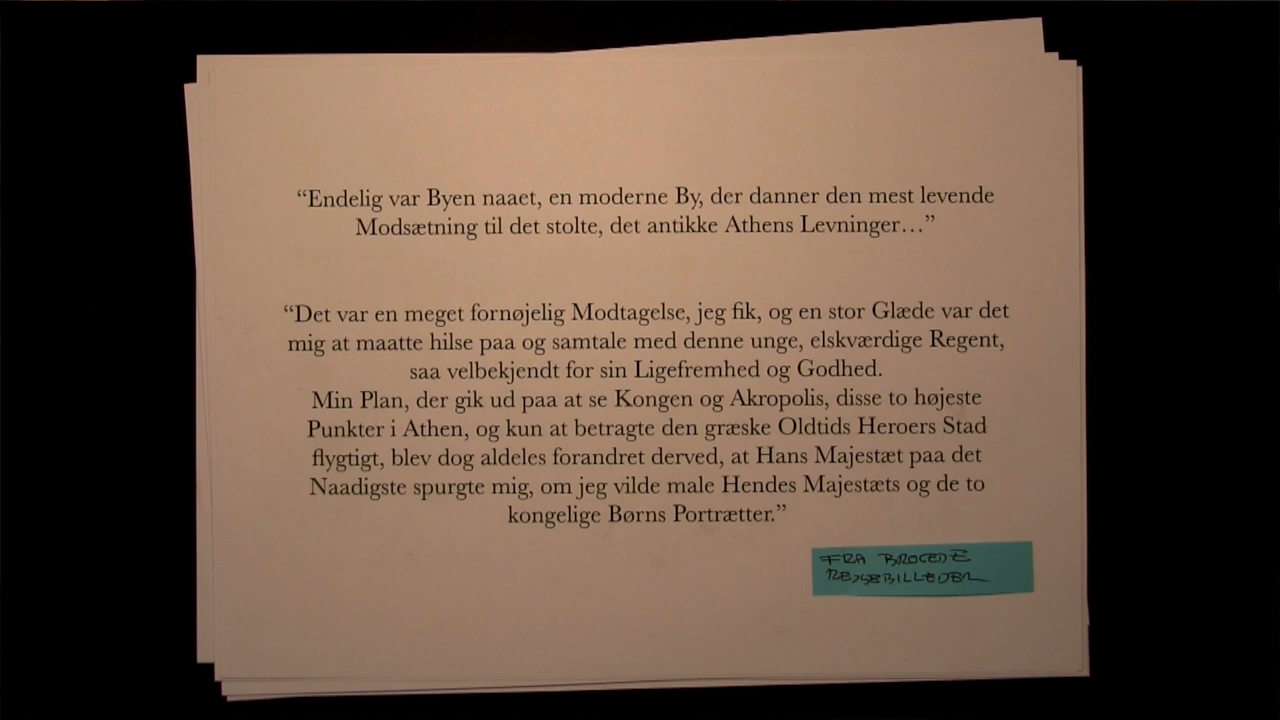 “Endelig var Byen naaet, en moderne By, der danner den mest levende
Modsætning til det stolte, det antikke Athens Levninger…”
“Det var en meget fornøjelig Modtagelse, jeg fik, og en stor Glæde var det
mig at maatte hilse paa og samtale med denne unge, elskværdige Regent,
saa velbekjendt for sin Ligefremhed og Godhed.
Min Plan, der gik ud paa at se Kongen og Akropolis, disse to højeste
Punkter i Athen, og kun at betragte den græske Oldtids Heroers Stad
flygtigt, blev dog aldeles forandret derved, at Hans Majestæt paa det
Naadigste spurgte mig, om jeg vilde male Hendes Majestæts og de to
kongelige Børns Portrætter.”
FRA BROGEDE
REJSEBILLEDER